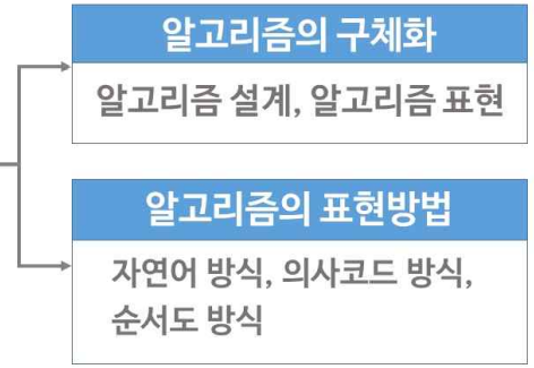 알고리즘의 구체화
알고리즘 설계, 알고리즘 표현
알고리즘의 표현방법
자연어 방식, 의사코드 방식,
순서도 방식